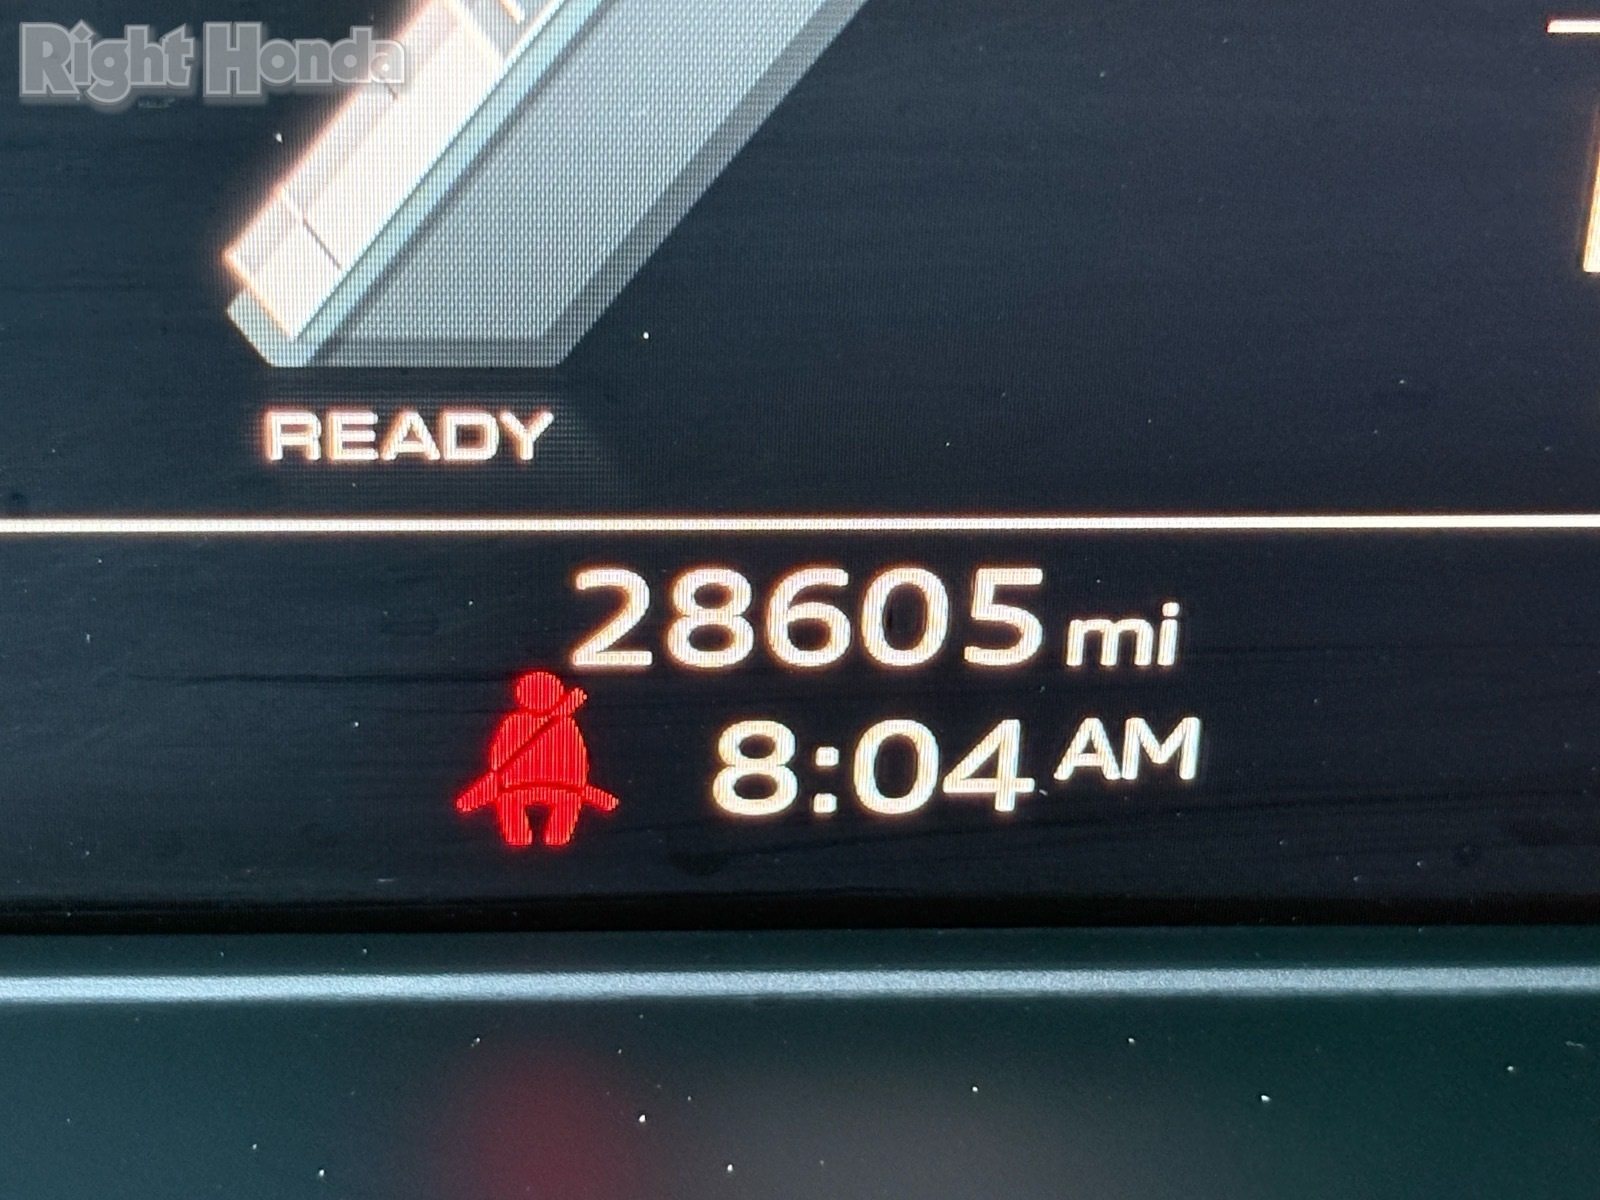 Right Honda
READY
28605 mi
8:04 AM